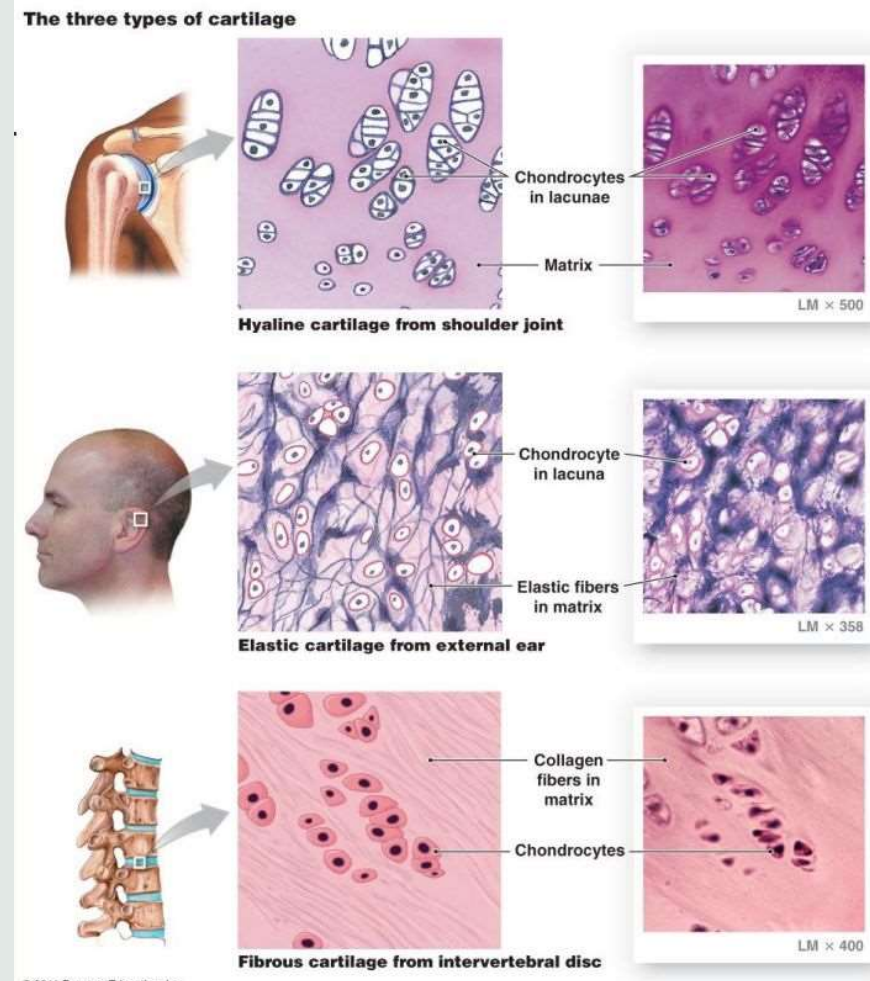 The three types of cartilage
Chondrocytes
in lacunae
Matrix
LM × 500
Hyaline cartilage from shoulder joint
Chondrocyte
in lacuna
Elastic fibers
in matrix
LM × 358
Elastic cartilage from external ear
Collagen
fibers in
matrix
Chondrocytes
LM × 400
Fibrous cartilage from intervertebral disc